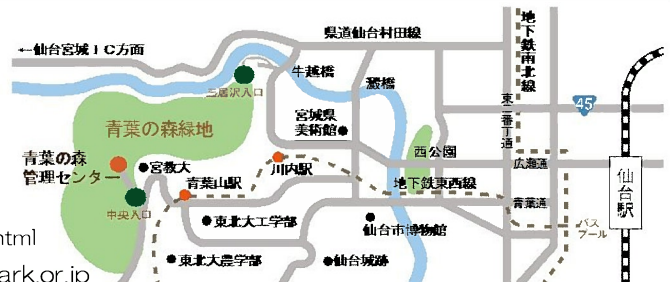 県道仙台村田線
地下鉄南北線
←仙台宮城IC方面
牛越橋
澱橋
三居沢入口
東二番丁通
45
宮城県
美術館
青葉の森緑地
西公園
青葉の森
管理センター
宮教大
青葉山駅
川内駅
広瀬通
仙台駅
地下鉄東西線
中央入口
青葉通
東北大工学部
仙台市博物館
バス
プール
html
東北大農学部
仙台城跡
ark.or.jp